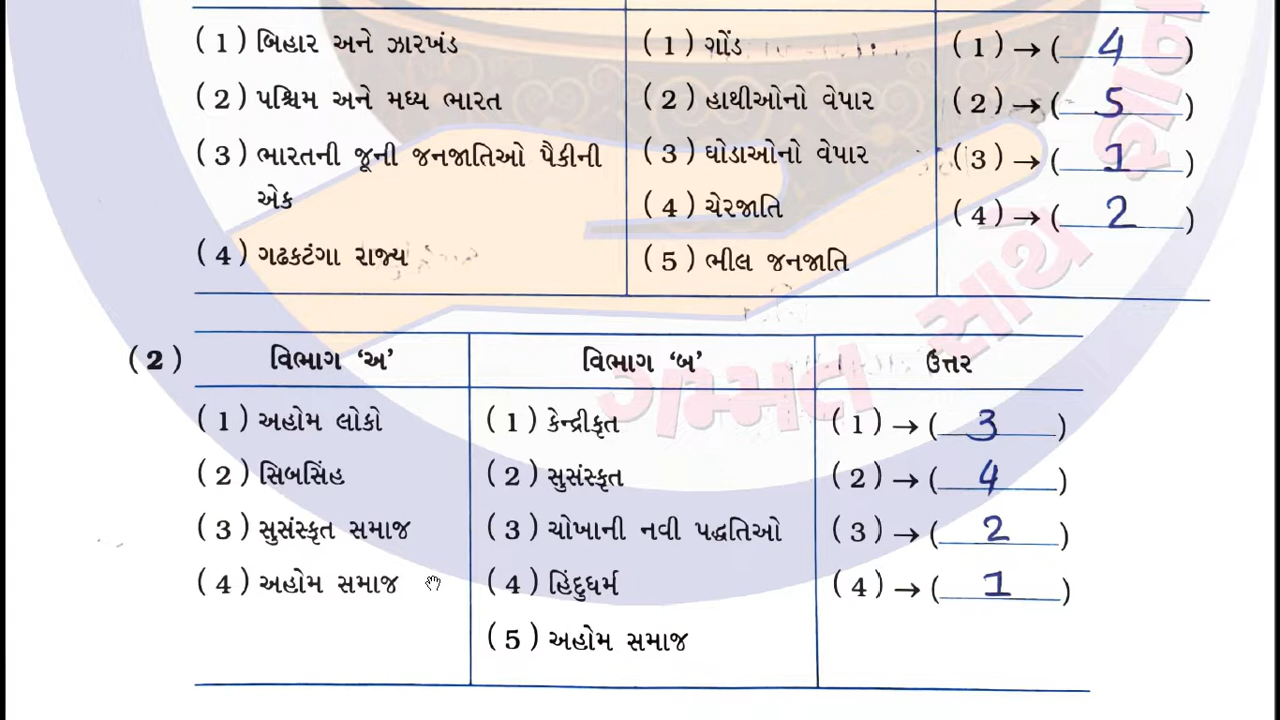 (1) બિહાર અને ઝારખંડ (1) ગોંડ (1) → (4)
(2) પશ્ચિમ અને મધ્ય ભારત (2) હાથીઓનો વેપાર (2) → (5)
(3) ભારતની જૂની જનજાતિઓ પૈકીની (3) ઘોડાઓનો વેપાર (3) → (1)
એક (4) ચેરજાતિ (4) → (2)
(4) ગઢકટંગા રાજ્ય (5) ભીલ જનજાતિ
(2) વિભાગ ‘અ’ વિભાગ ‘બ’ ઉત્તર
(1) અહોમ લોકો (1) કેન્દ્રીકૃત (1) → (3)
(2) સિબસિંહ (2) સુસંસ્કૃત (2) → (4)
(3) સુસંસ્કૃત સમાજ (3) ચોખાની નવી પદ્ધતિઓ (3) → (2)
(4) અહોમ સમાજ (4) હિંદુધર્મ (4) → (1)
(5) અહોમ સમાજ
ગમ્મત સાથે